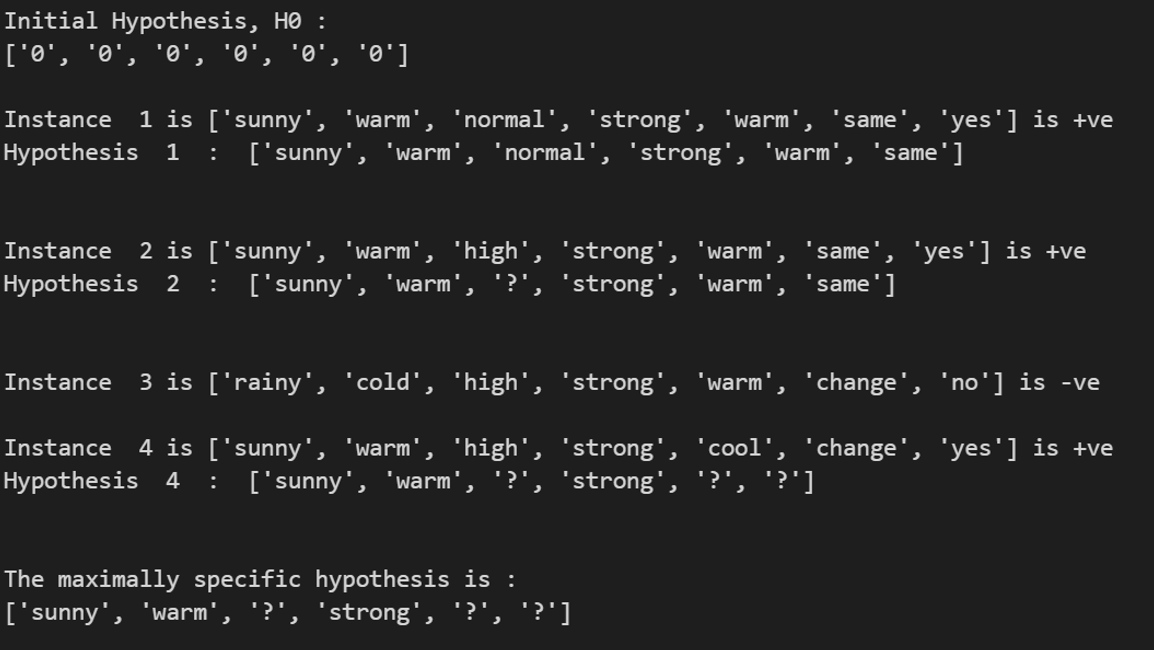 Initial Hypothesis, H0 :
['0', '0', '0', '0', '0', '0']
Instance  1 is ['sunny', 'warm', 'normal', 'strong', 'warm', 'same', 'yes'] is +ve
Hypothesis  1  :  ['sunny', 'warm', 'normal', 'strong', 'warm', 'same']
Instance  2 is ['sunny', 'warm', 'high', 'strong', 'warm', 'same', 'yes'] is +ve
Hypothesis  2  :  ['sunny', 'warm', '?', 'strong', 'warm', 'same']
Instance  3 is ['rainy', 'cold', 'high', 'strong', 'warm', 'change', 'no'] is -ve
Instance  4 is ['sunny', 'warm', 'high', 'strong', 'cool', 'change', 'yes'] is +ve
Hypothesis  4  :  ['sunny', 'warm', '?', 'strong', '?', '?']
The maximally specific hypothesis is :
['sunny', 'warm', '?', 'strong', '?', '?']